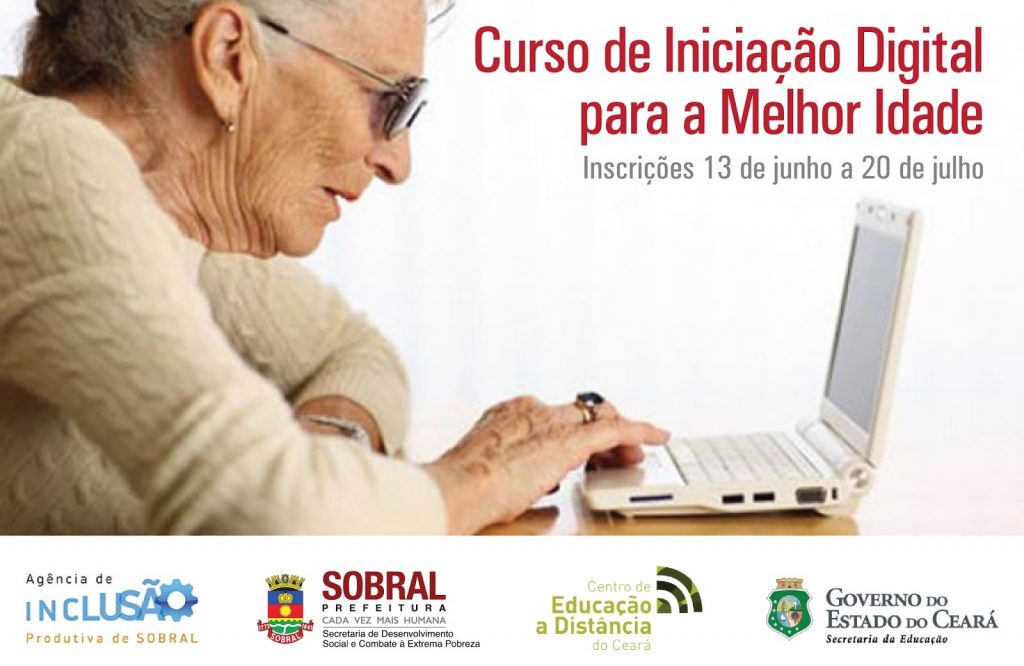 Curso de Iniciação Digital
para a Melhor Idade
Inscrições 13 de junho a 20 de julho
Agência de
INCLUSÃO
Produtiva de SOBRAL
SOBRAL
SOBRAL
PREFEITURA
CADA VEZ MAIS HUMANA
Secretaria de Desenvolvimento
Social e Combate à Extrema Pobreza
Centro de
Educação
a Distância
do Ceará
GOVERNO DO
ESTADO DO CEARÁ
Secretaria da Educação